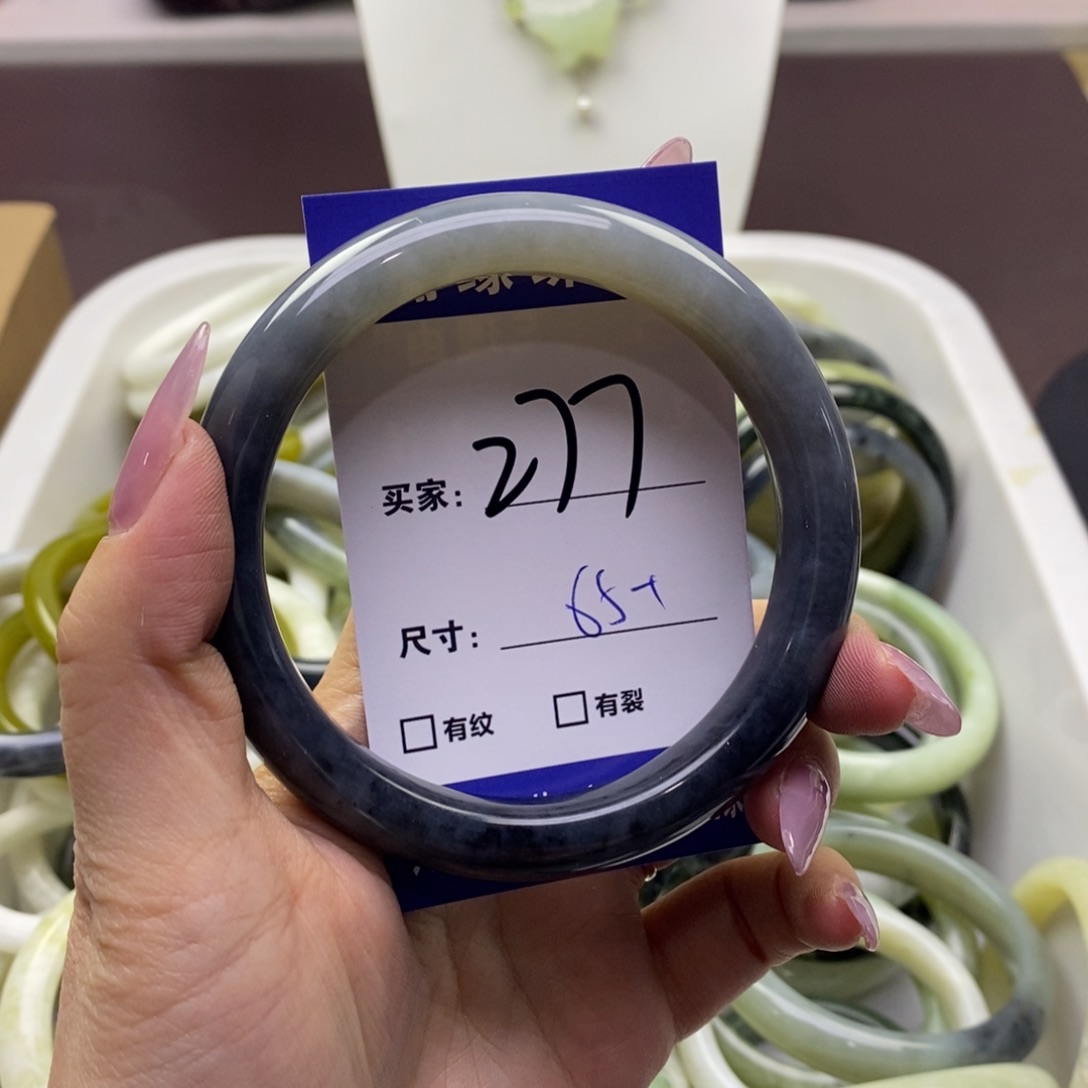 买家: 277
尺寸: 65+
有纹 有裂